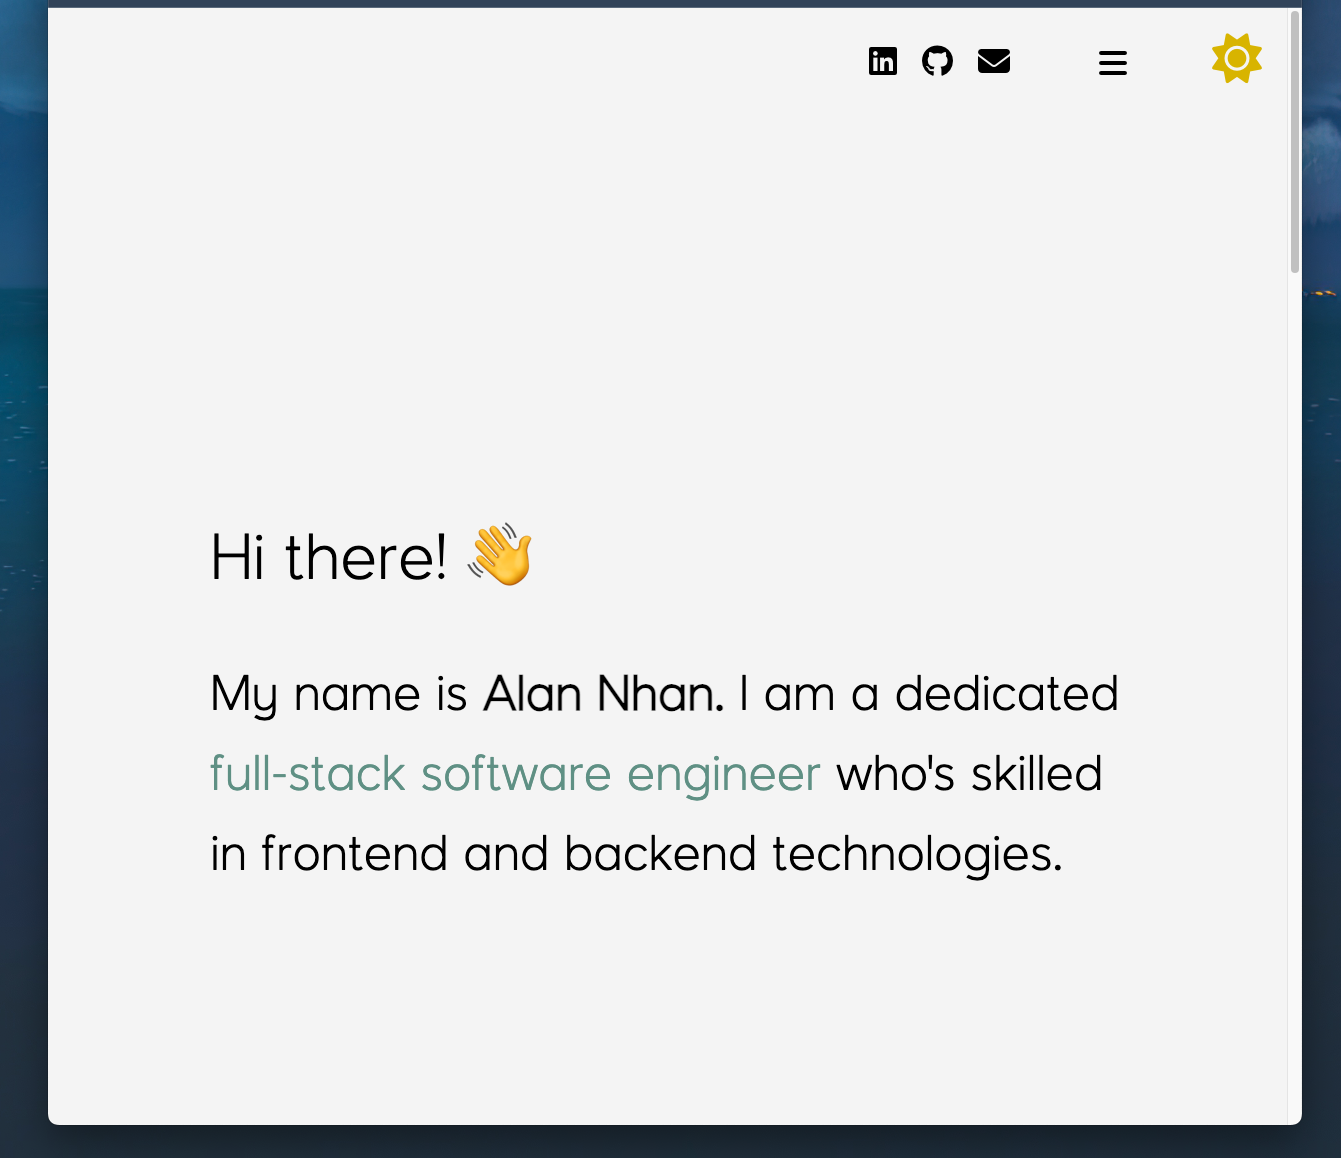 Hi there! 👋
My name is Alan Nhan. I am a dedicated
full-stack software engineer who's skilled
in frontend and backend technologies.